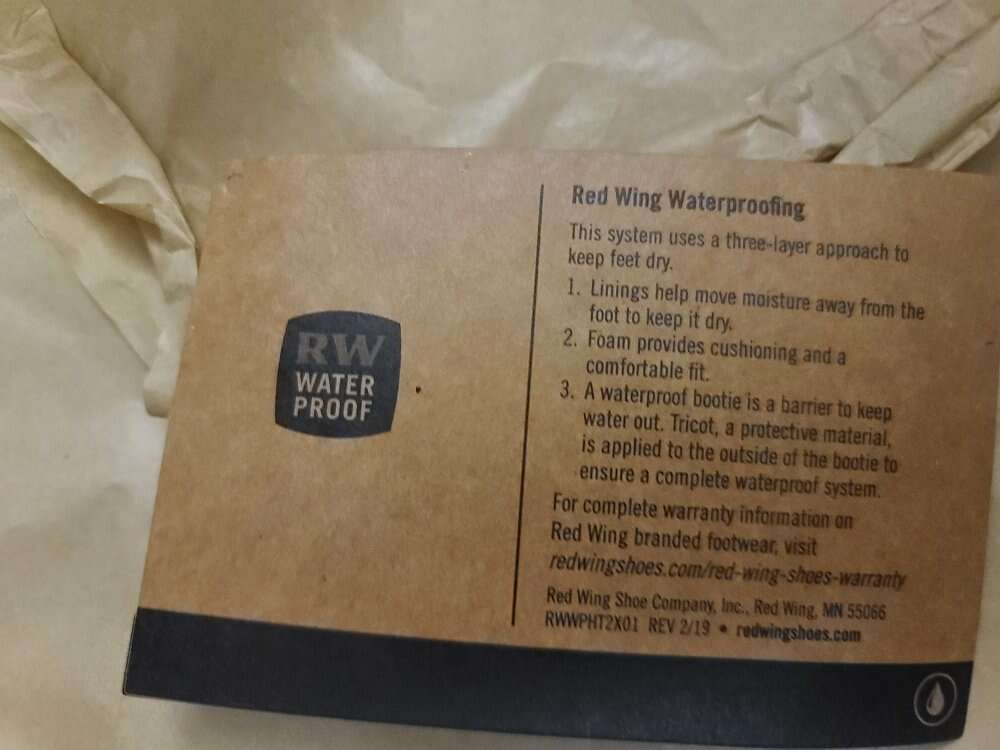 RW
WATER
PROOF
Red Wing Waterproofing
This system uses a three-layer approach to
keep feet dry.
1. Linings help move moisture away from the
foot to keep it dry.
2. Foam provides cushioning and a
comfortable fit.
3. A waterproof bootie is a barrier to keep
water out. Tricot, a protective material,
is applied to the outside of the bootie to
ensure a complete waterproof system.
For complete warranty information on
Red Wing branded footwear, visit
redwingshoes.com/red-wing-shoes-warranty
Red Wing Shoe Company, Inc., Red Wing, MN 55066
RWWPHT2X01 REV 2/19 • redwingshoes.com